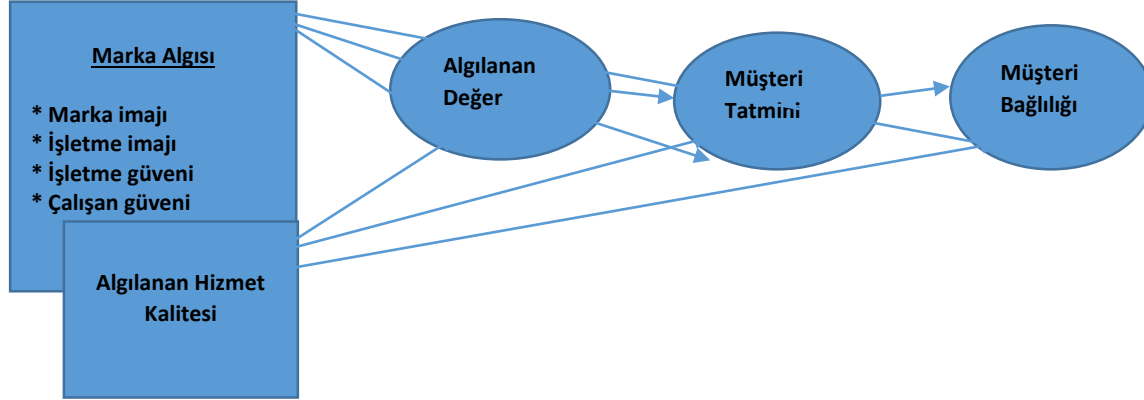 Marka Algısı
* Marka imajı
* İşletme imajı
* İşletme güveni
* Çalışan güveni
Algılanan Hizmet
Kalitesi
Algılanan
Değer
Müşteri
Tatmini
Müşteri
Bağlılığı